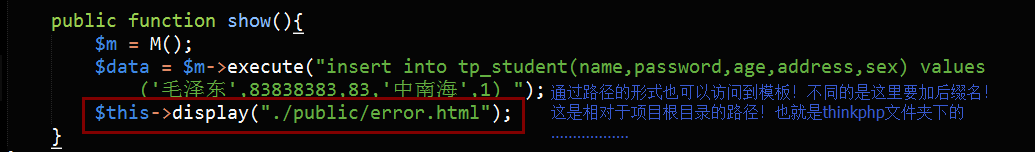 public function show(){
$m = M();
$data = $m->execute("insert into tp_student(name,password,age,address,sex) values
('毛泽东',83838383,83,'中南海',1) ");通过路径的形式也可以访问到模板！不同的是这里要加后缀名！
$this->display("./public/error.html"); 这是相对于项目根目录的路径！也就是thinkphp文件夹下的
..................
}